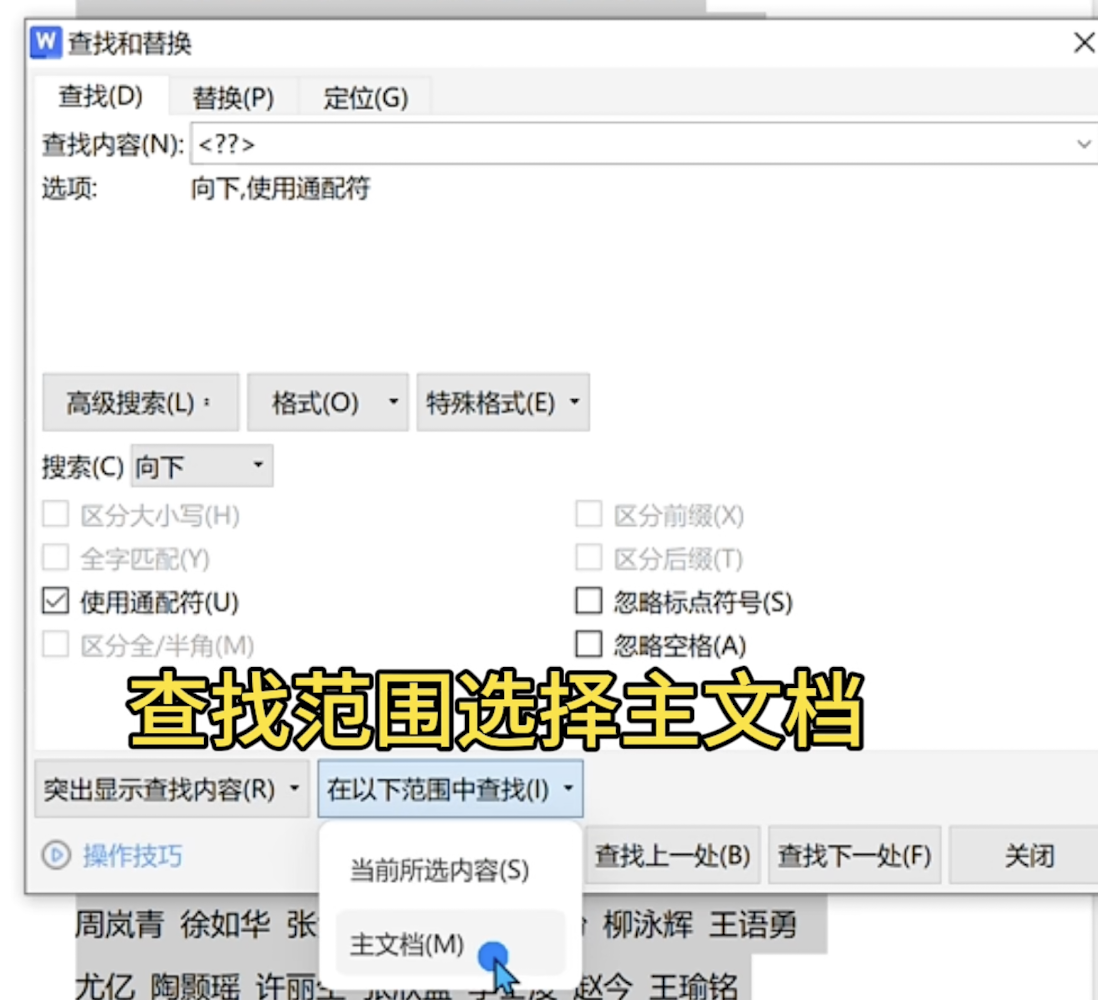 W 查找和替换
查找(D) 替换(P) 定位(G)
查找内容(N): <??>
选项: 向下,使用通配符
高级搜索(L) 格式(O) 特殊格式(E)
搜索(C) 向下
区分大小写(H) 区分前缀(X)
全字匹配(Y) 区分后缀(T)
使用通配符(U) 忽略标点符号(S)
区分全/半角(M) 忽略空格(A)
查找范围选择主文档
突出显示查找内容(R) 在以下范围中查找(I)
操作技巧 查找上一处(B) 查找下一处(F) 关闭
当前所选内容(S)
主文档(M)
周岚青 徐如华 张 柳泳辉 王语勇
尤亿 陶颢瑶 许丽 赵今 王瑜铭